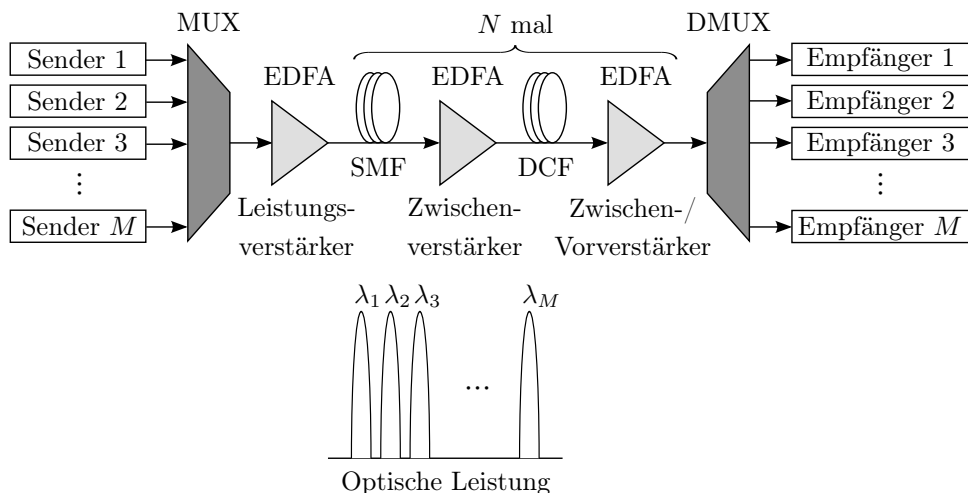 N mal
MUX
DMUX
Sender 1
Sender 2
Sender 3
⋮
Sender M
EDFA
EDFA
EDFA
SMF
DCF
Leistungs-
verstärker
Zwischen-
verstärker
Zwischen-/
Vorverstärker
Empfänger 1
Empfänger 2
Empfänger 3
⋮
Empfänger M
λ1 λ2 λ3 λM
...
Optische Leistung